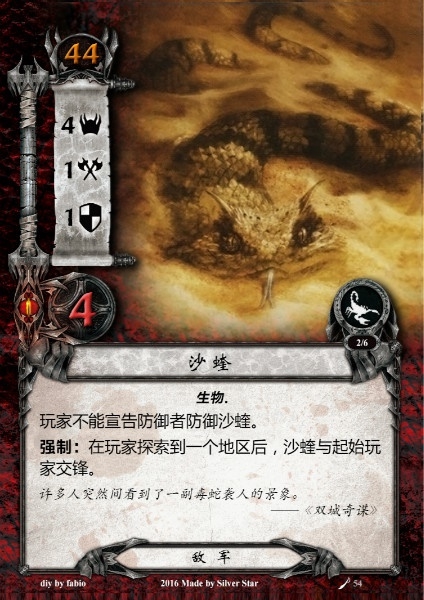 44
4
1
1
4
2/6
沙蝰
生物.
玩家不能宣告防御者防御沙蝰。
强制：在玩家探索到一个地区后，沙蝰与起始玩
家交锋。
许多人突然间看到了一副毒蛇袭人的景象。
——《双城奇谋》
敌 军
diy by fabio
2016 Made by Silver Star
54